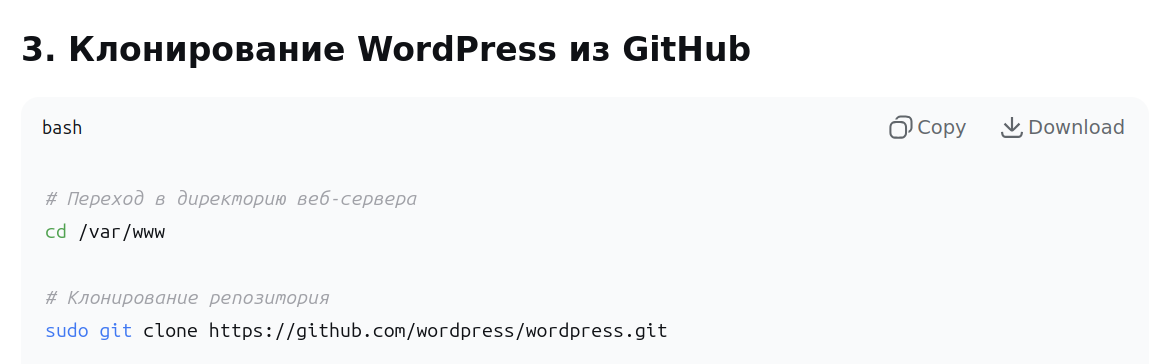 3. Клонирование WordPress из GitHub
bash
Copy
Download
# Переход в директорию веб-сервера
cd /var/www
# Клонирование репозитория
sudo git clone https://github.com/wordpress/wordpress.git